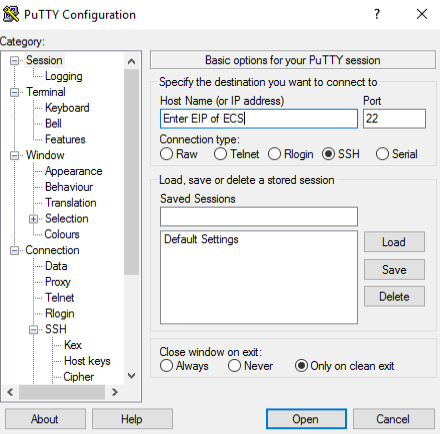 PuTTY Configuration
?
Category:
Session
Logging
Terminal
Keyboard
Bell
Features
Window
Appearance
Behaviour
Translation
Selection
Colours
Connection
Data
Proxy
Telnet
Rlogin
SSH
Kex
Host keys
Cipher
Basic options for your PuTTY session
Specify the destination you want to connect to
Host Name (or IP address) Port
Enter EIP of ECS 22
Connection type:
Raw Telnet Rlogin SSH Serial
Load, save or delete a stored session
Saved Sessions
Default Settings
Load
Save
Delete
Close window on exit:
Always Never Only on clean exit
About Help Open Cancel